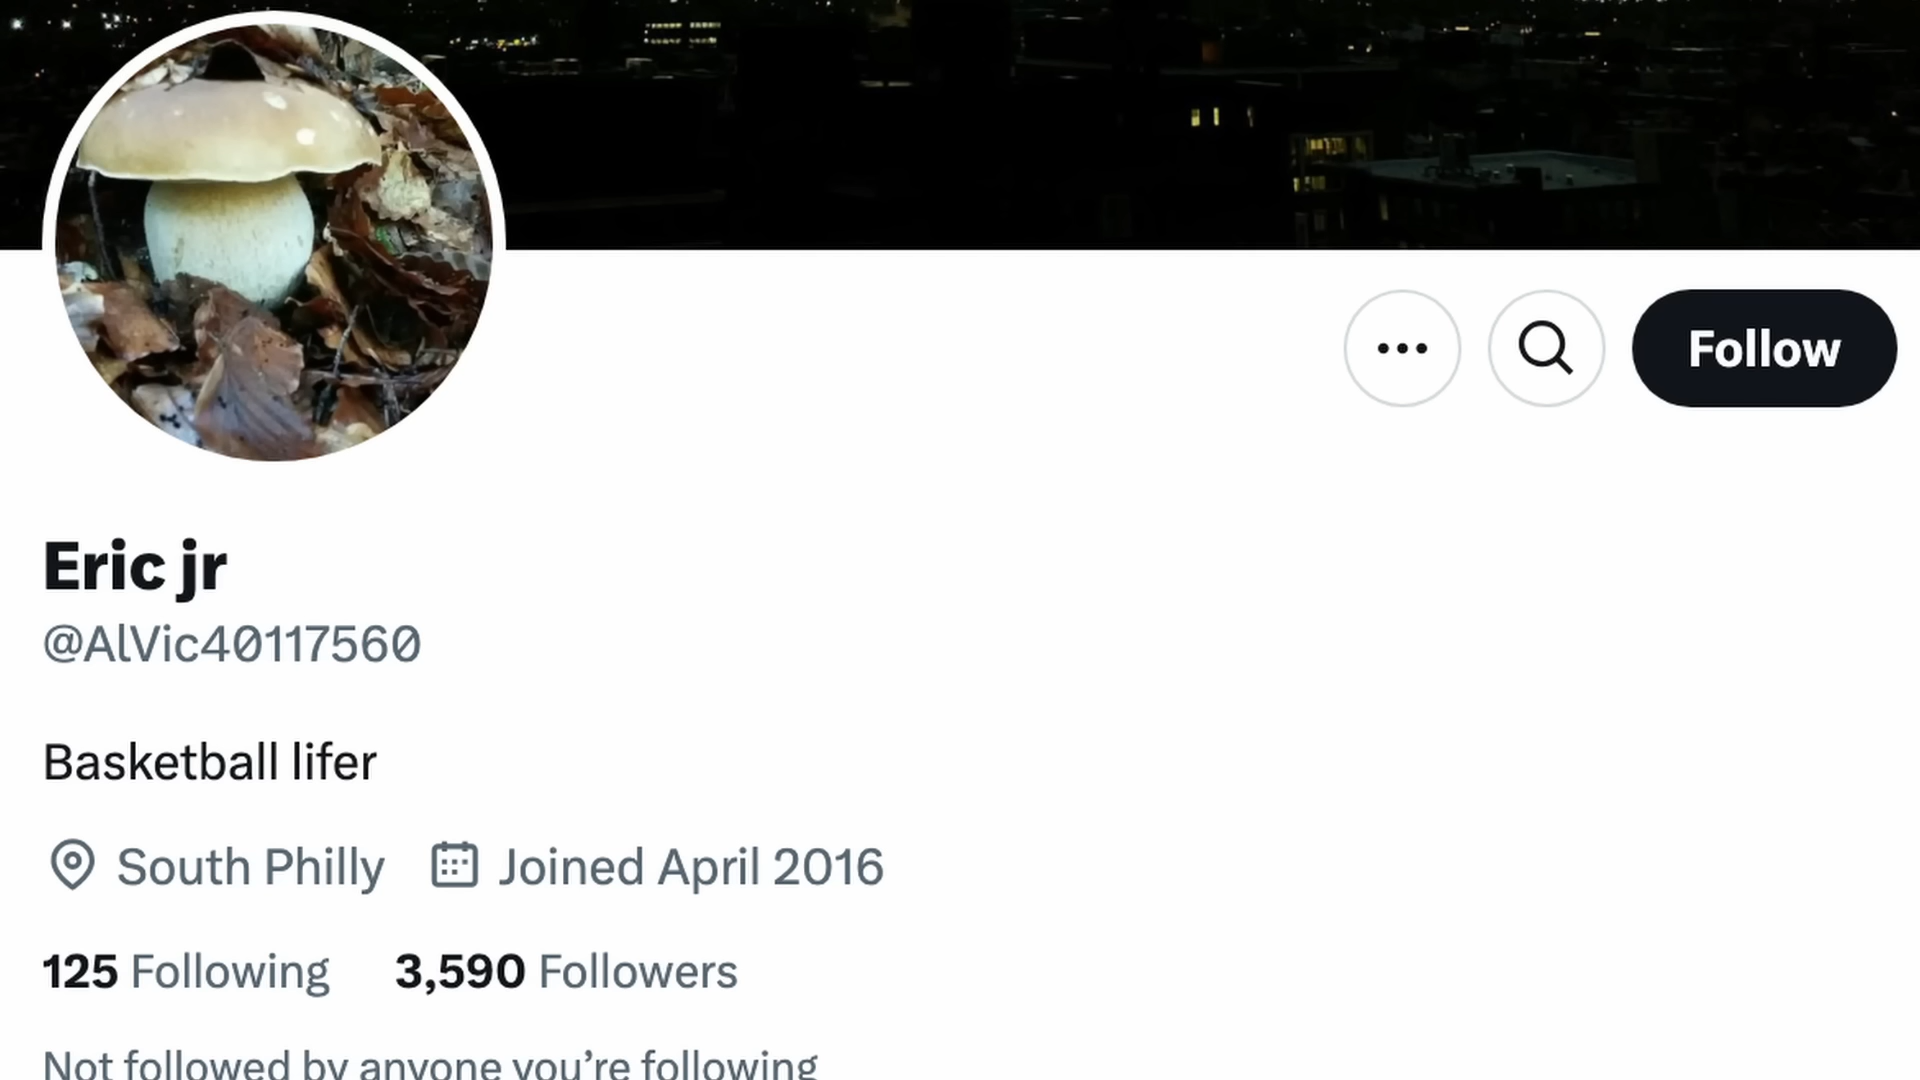 Follow
Eric jr
@AlVic40117560
Basketball lifer
South Philly Joined April 2016
125 Following 3,590 Followers
Not followed by anyone you’re following